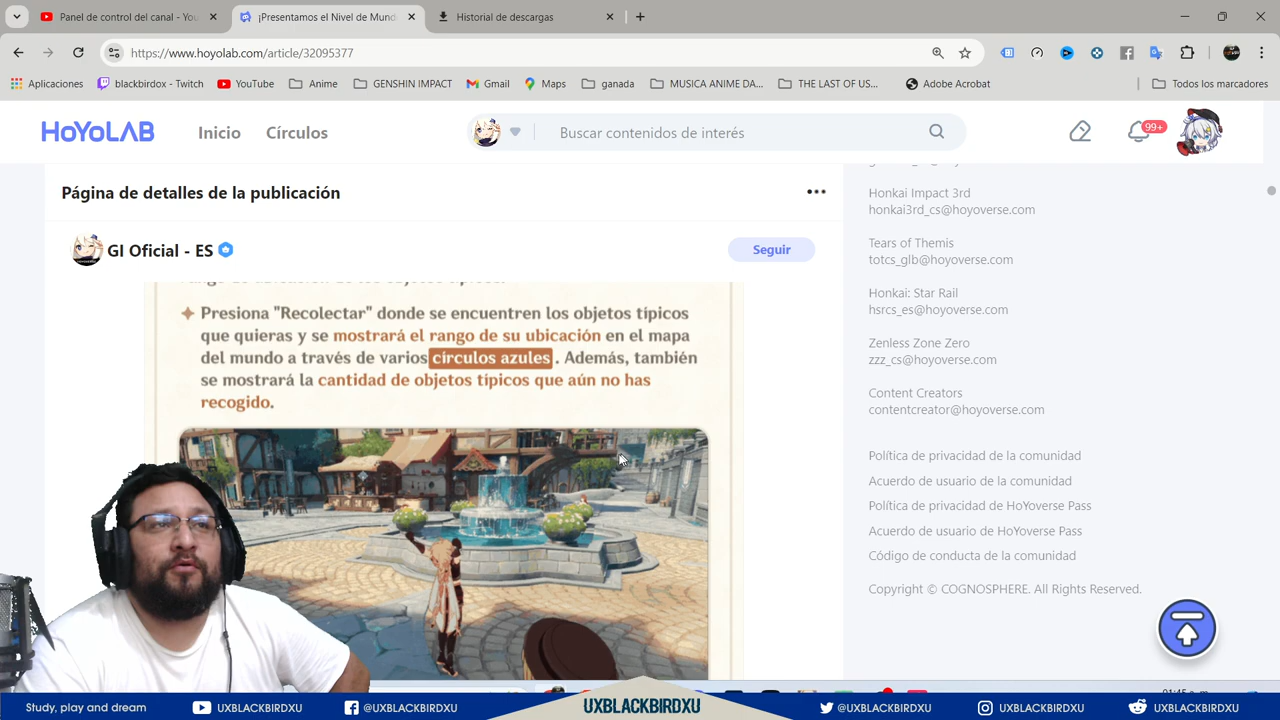 Panel de control del canal - You
¡Presentamos el Nivel de Mund
Historial de descargas
https://www.hoyolab.com/article/32095377
Aplicaciones
blackbirdox - Twitch
YouTube
Anime
GENSHIN IMPACT
Gmail
Maps
ganada
MUSICA ANIME DA...
THE LAST OF US...
Adobe Acrobat
Todos los marcadores
HoYoLAB
Inicio
Círculos
Buscar contenidos de interés
99+
Página de detalles de la publicación
GI Oficial - ES
Seguir
Presiona "Recolectar" donde se encuentren los objetos típicos
que quieras y se mostrará el rango de su ubicación en el mapa
del mundo a través de varios círculos azules. Además, también
se mostrará la cantidad de objetos típicos que aún no has
recogido.
Honkai Impact 3rd
honkai3rd_cs@hoyoverse.com
Tears of Themis
totcs_glb@hoyoverse.com
Honkai: Star Rail
hsrcs_es@hoyoverse.com
Zenless Zone Zero
zzz_cs@hoyoverse.com
Content Creators
contentcreator@hoyoverse.com
Política de privacidad de la comunidad
Acuerdo de usuario de la comunidad
Política de privacidad de HoYoverse Pass
Acuerdo de usuario de HoYoverse Pass
Código de conducta de la comunidad
Copyright © COGNOSPHERE. All Rights Reserved.
Study, play and dream
UXBLACKBIRDXU
@UXBLACKBIRDXU
UXBLACKBIRDXU
@UXBLACKBIRDXU
UXBLACKBIRDXU
UXBLACKBIRDXU